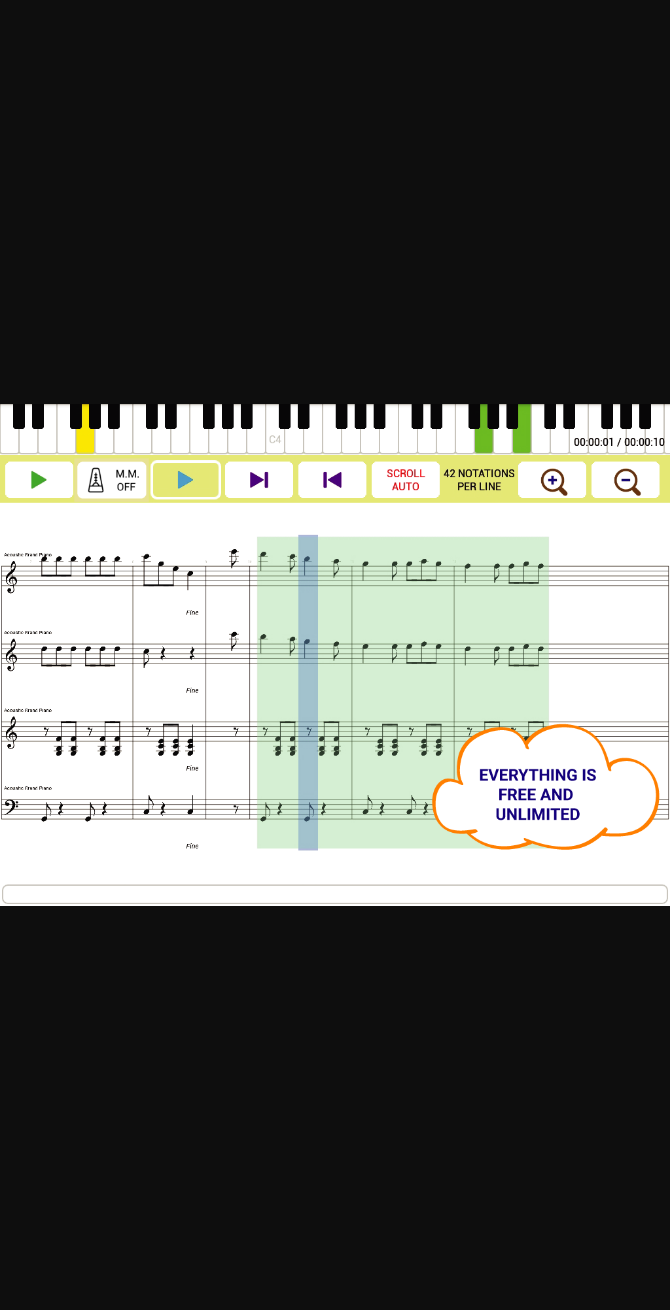 C4
00:00:01 / 00:00:10
M.M.
OFF
SCROLL
AUTO
42 NOTATIONS
PER LINE
Acoustic Grand Piano
Fine
Acoustic Grand Piano
Fine
Acoustic Grand Piano
Fine
Acoustic Grand Piano
Fine
EVERYTHING IS
FREE AND
UNLIMITED